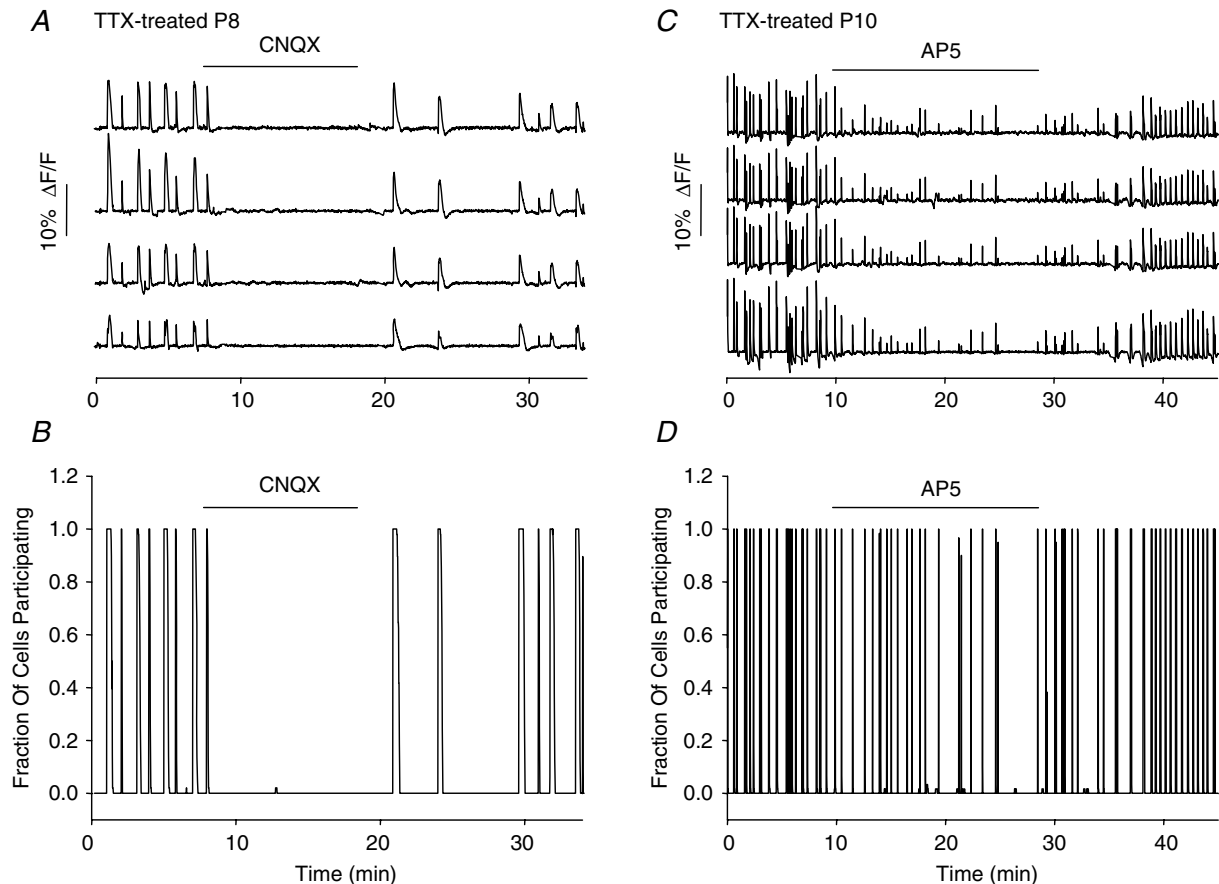 A TTX-treated P8
CNQX
10% ΔF/F
0 10 20 30
B
CNQX
Fraction Of Cells Participating
1.2
1.0
0.8
0.6
0.4
0.2
0.0
0 10 20 30
Time (min)
C TTX-treated P10
AP5
10% ΔF/F
0 10 20 30 40
D
AP5
Fraction Of Cells Participating
1.2
1.0
0.8
0.6
0.4
0.2
0.0
0 10 20 30 40
Time (min)